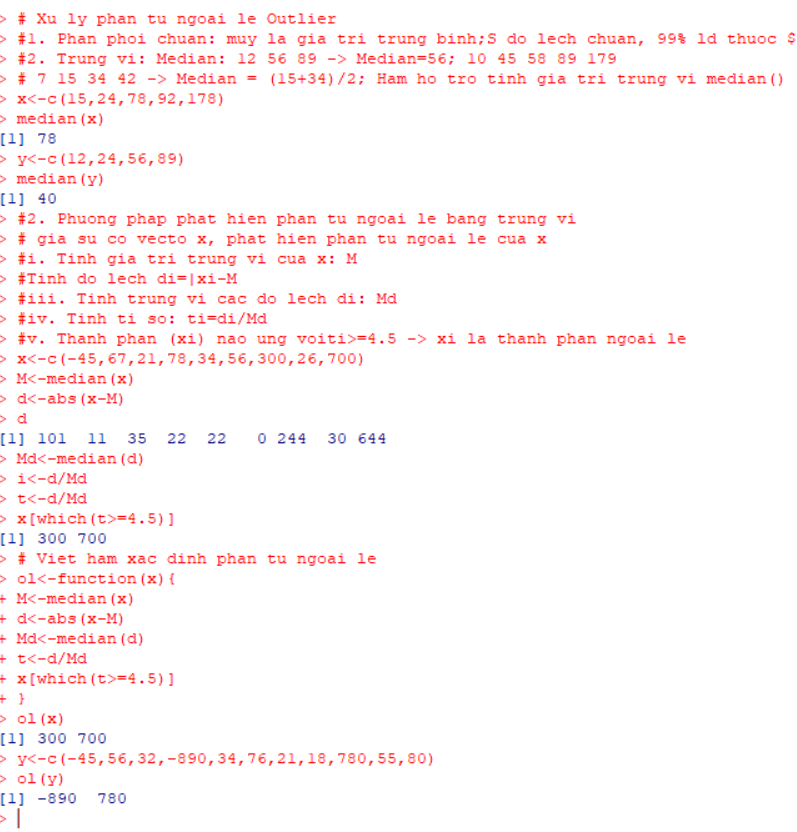 > # Xu ly phan tu ngoai le Outlier
> #1. Phan phoi chuan: muy la gia tri trung binh;S do lech chuan, 99% ld thuoc $
> #2. Trung vi: Median: 12 56 89 -> Median=56; 10 45 58 89 179
> # 7 15 34 42 -> Median = (15+34)/2; Ham ho tro tinh gia tri trung vi median()
> x<-c(15,24,78,92,178)
> median(x)
[1] 78
> y<-c(12,24,56,89)
> median(y)
[1] 40
> #2. Phuong phap phat hien phan tu ngoai le bang trung vi
> # gia su co vecto x, phat hien phan tu ngoai le cua x
> #i. Tinh gia tri trung vi cua x: M
> #Tinh do lech di=|xi-M
> #iii. Tinh trung vi cac do lech di: Md
> #iv. Tinh ti so: ti=di/Md
> #v. Thanh phan (xi) nao ung voiti>=4.5 -> xi la thanh phan ngoai le
> x<-c(-45,67,21,78,34,56,300,26,700)
> M<-median(x)
> d<-abs(x-M)
> d
[1] 101  11  35  22  22   0 244  30 644
> Md<-median(d)
> i<-d/Md
> t<-d/Md
> x[which(t>=4.5)]
[1] 300 700
> # Viet ham xac dinh phan tu ngoai le
> ol<-function(x){
+ M<-median(x)
+ d<-abs(x-M)
+ Md<-median(d)
+ t<-d/Md
+ x[which(t>=4.5)]
+ }
> ol(x)
[1] 300 700
> y<-c(-45,56,32,-890,34,76,21,18,780,55,80)
> ol(y)
[1] -890  780
>